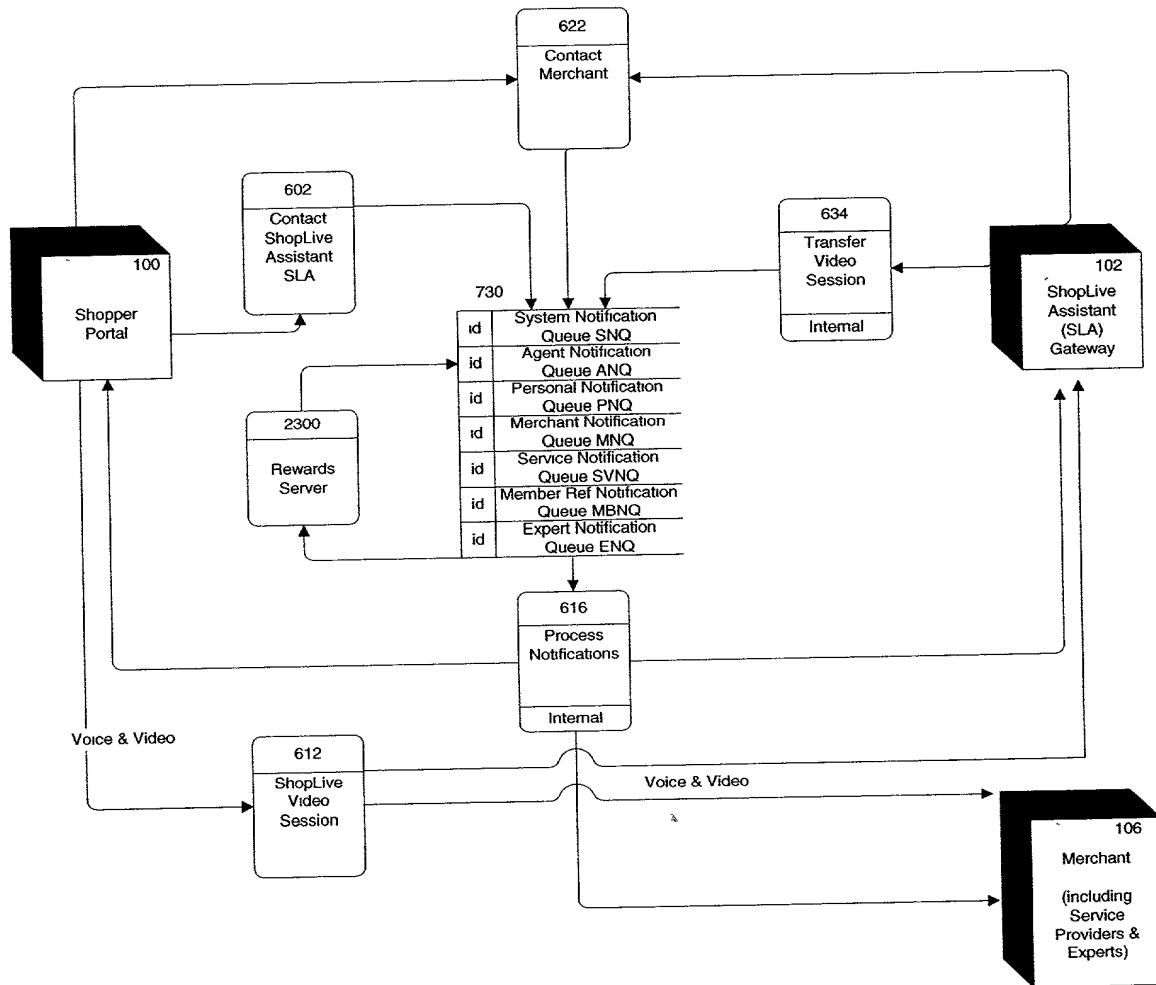 622
Contact
Merchant
602
Contact
ShopLive
Assistant
SLA
634
Transfer
Video
Session
Internal
100
Shopper
Portal
102
ShopLive
Assistant
(SLA)
Gateway
730
id System Notification
Queue SNQ
id Agent Notification
Queue ANQ
id Personal Notification
Queue PNQ
id Merchant Notification
Queue MNQ
id Service Notification
Queue SVNQ
id Member Ref Notification
Queue MBNQ
id Expert Notification
Queue ENQ
2300
Rewards
Server
616
Process
Notifications
Internal
Voice & Video
612
ShopLive
Video
Session
Voice & Video
106
Merchant
(including
Service
Providers &
Experts)